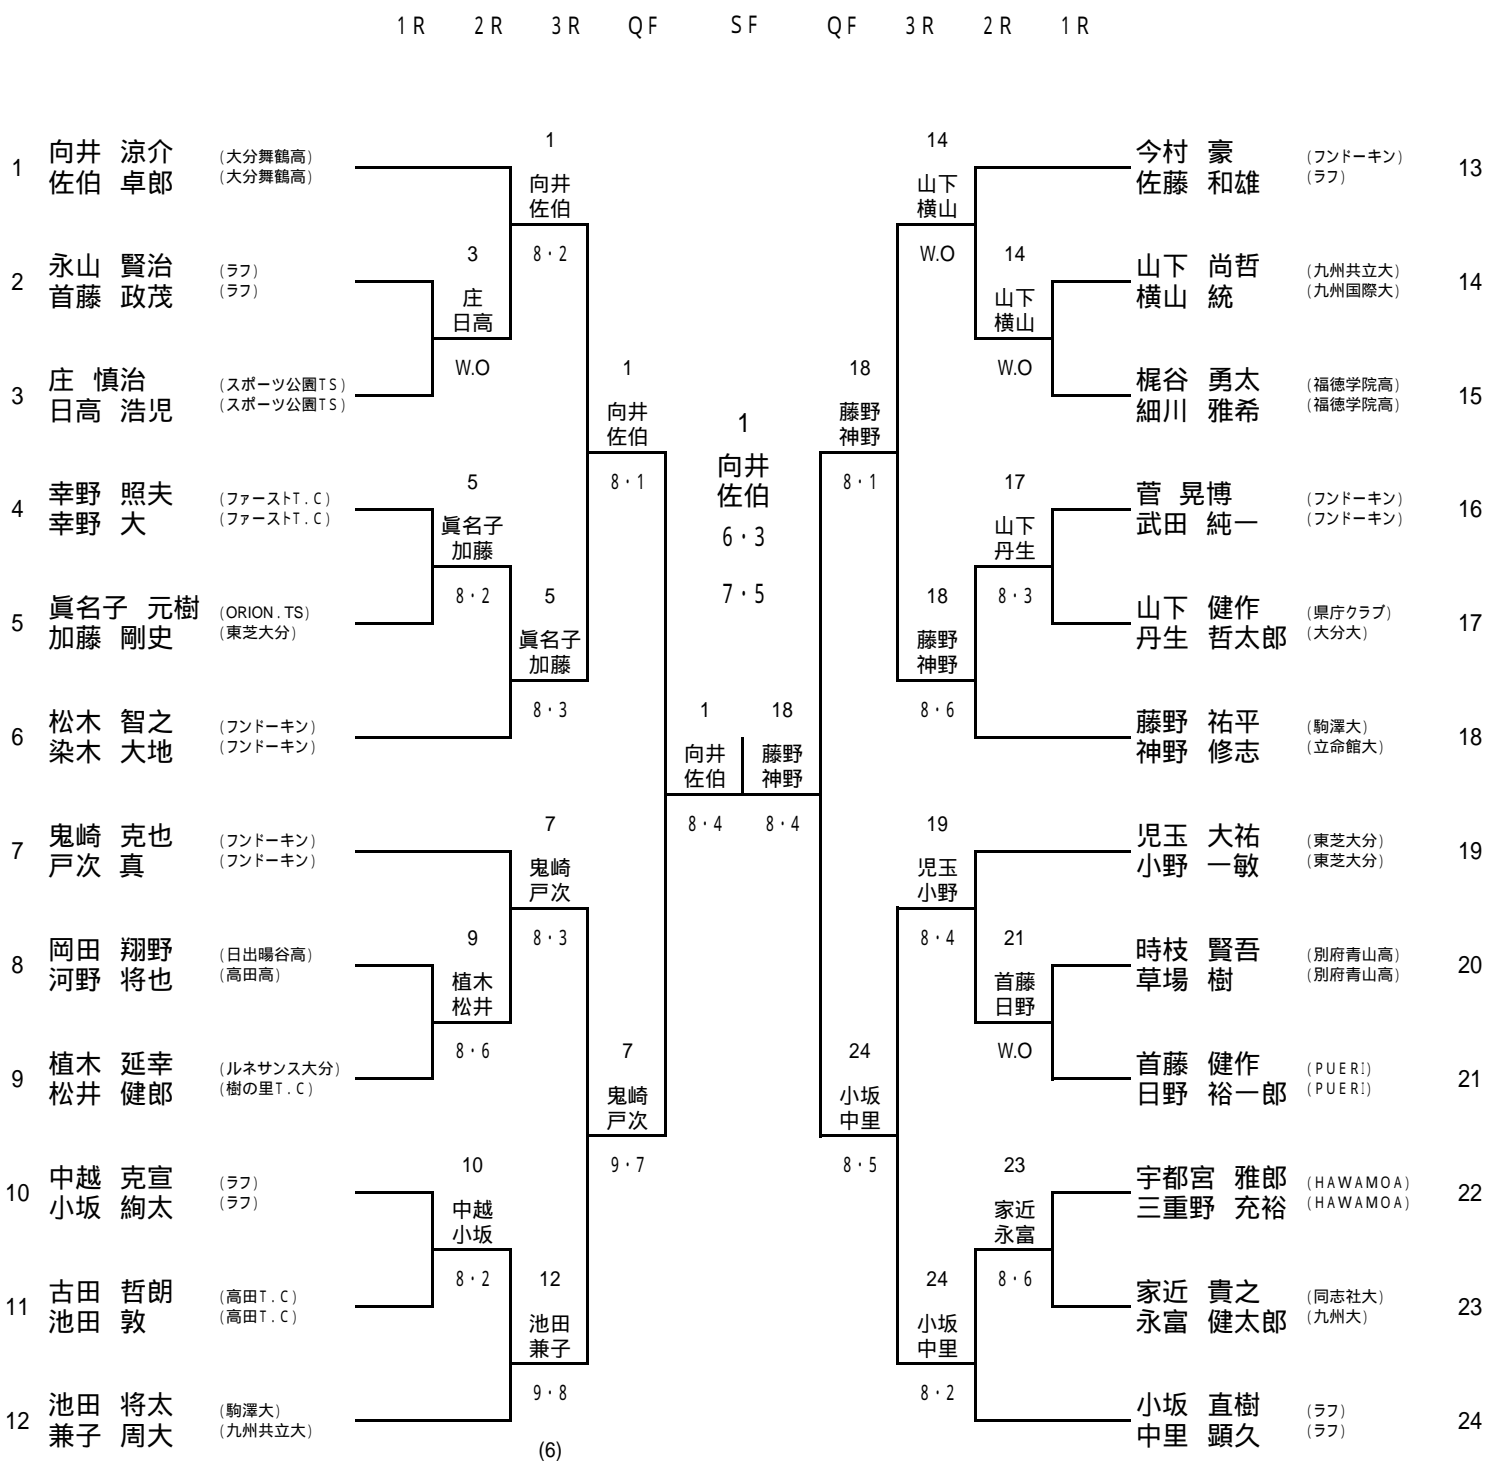 1R 2R 3R QF SF QF 3R 2R 1R
1 14
1 向井 涼介 (大分舞鶴高) 今村 豪 (フンドーキン) 13
佐伯 卓郎 (大分舞鶴高) 佐藤 和雄 (ラフ)
向井 山下
佐伯 横山
3 8・2 W.O 14
2 永山 賢治 (ラフ) 山下 尚哲 (九州共立大) 14
首藤 政茂 (ラフ) 横山 統 (九州国際大)
庄 山下
日高 横山
W.O 1 18 W.O
3 庄 慎治 (スポーツ公園TS) 梶谷 勇太 (福徳学院高) 15
日高 浩児 (スポーツ公園TS) 細川 雅希 (福徳学院高)
向井 藤野
佐伯 神野
1
向井
佐伯
6・3
7・5
5 8・1 8・1 17
4 幸野 照夫 (ファーストT.C) 菅 晃博 (フンドーキン) 16
幸野 大 (ファーストT.C) 武田 純一 (フンドーキン)
眞名子 山下
加藤 丹生
8・2 5 18 8・3
5 眞名子 元樹 (ORION.TS) 山下 健作 (県庁クラブ) 17
加藤 剛史 (東芝大分) 丹生 哲太郎 (大分大)
眞名子 藤野
加藤 神野
8・3 1 18 8・6
6 松木 智之 (フンドーキン) 藤野 祐平 (駒澤大) 18
染木 大地 (フンドーキン) 神野 修志 (立命館大)
向井 藤野
佐伯 神野
7 8・4 8・4 19
7 鬼崎 克也 (フンドーキン) 児玉 大祐 (東芝大分) 19
戸次 真 (フンドーキン) 小野 一敏 (東芝大分)
鬼崎 児玉
戸次 小野
9 8・3 8・4 21
8 岡田 翔野 (日出暘谷高) 時枝 賢吾 (別府青山高) 20
河野 将也 (高田高) 草場 樹 (別府青山高)
植木 首藤
松井 日野
8・6 7 24 W.O
9 植木 延幸 (ルネサンス大分) 首藤 健作 (PUERI) 21
松井 健郎 (樹の里T.C) 日野 裕一郎 (PUERI)
鬼崎 小坂
戸次 中里
10 9・7 8・5 23
10 中越 克宣 (ラフ) 宇都宮 雅郎 (HAWAMOA) 22
小坂 絢太 (ラフ) 三重野 充裕 (HAWAMOA)
中越 家近
小坂 永富
8・2 12 24 8・6
11 古田 哲朗 (高田T.C) 家近 貴之 (同志社大) 23
池田 敦 (高田T.C) 永富 健太郎 (九州大)
池田 小坂
兼子 中里
9・8 8・2
12 池田 将太 (駒澤大) 小坂 直樹 (ラフ) 24
兼子 周大 (九州共立大) 中里 顕久 (ラフ)
(6)